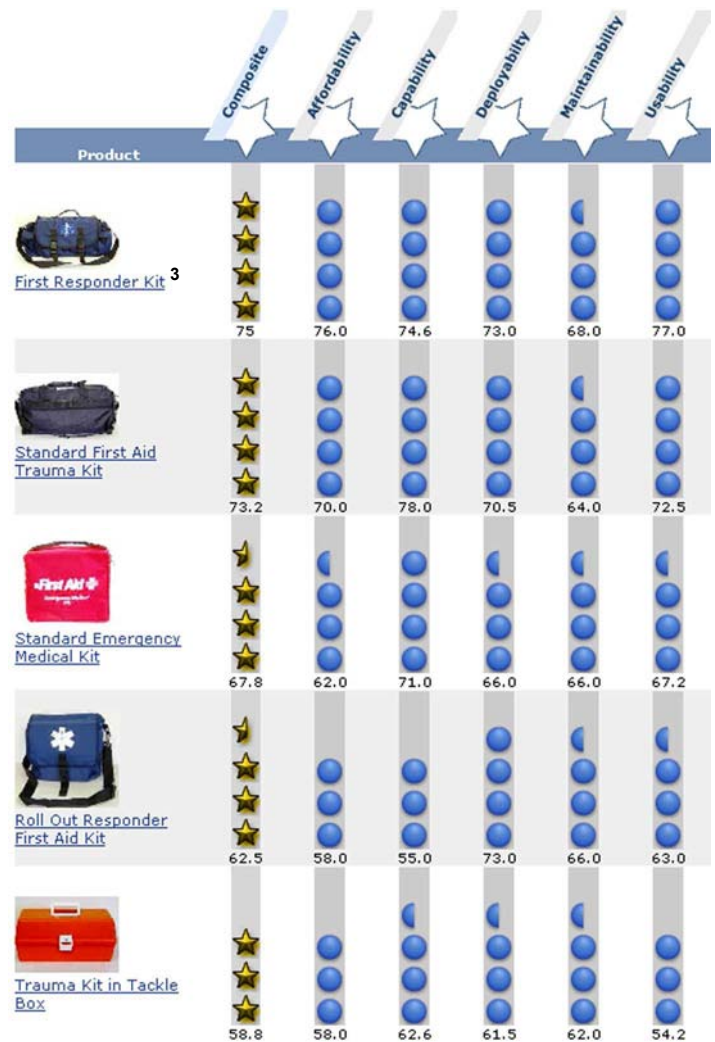 Composite
Affordability
Capability
Deployabilty
Maintainability
Usability
Product
First Responder Kit 3
75 76.0 74.6 73.0 68.0 77.0
Standard First Aid
Trauma Kit
73.2 70.0 78.0 70.5 64.0 72.5
First Aid
Standard Emergency
Medical Kit
67.8 62.0 71.0 66.0 66.0 67.2
Roll Out Responder
First Aid Kit
62.5 58.0 55.0 73.0 66.0 63.0
Trauma Kit in Tackle
Box
58.8 58.0 62.6 61.5 62.0 54.2